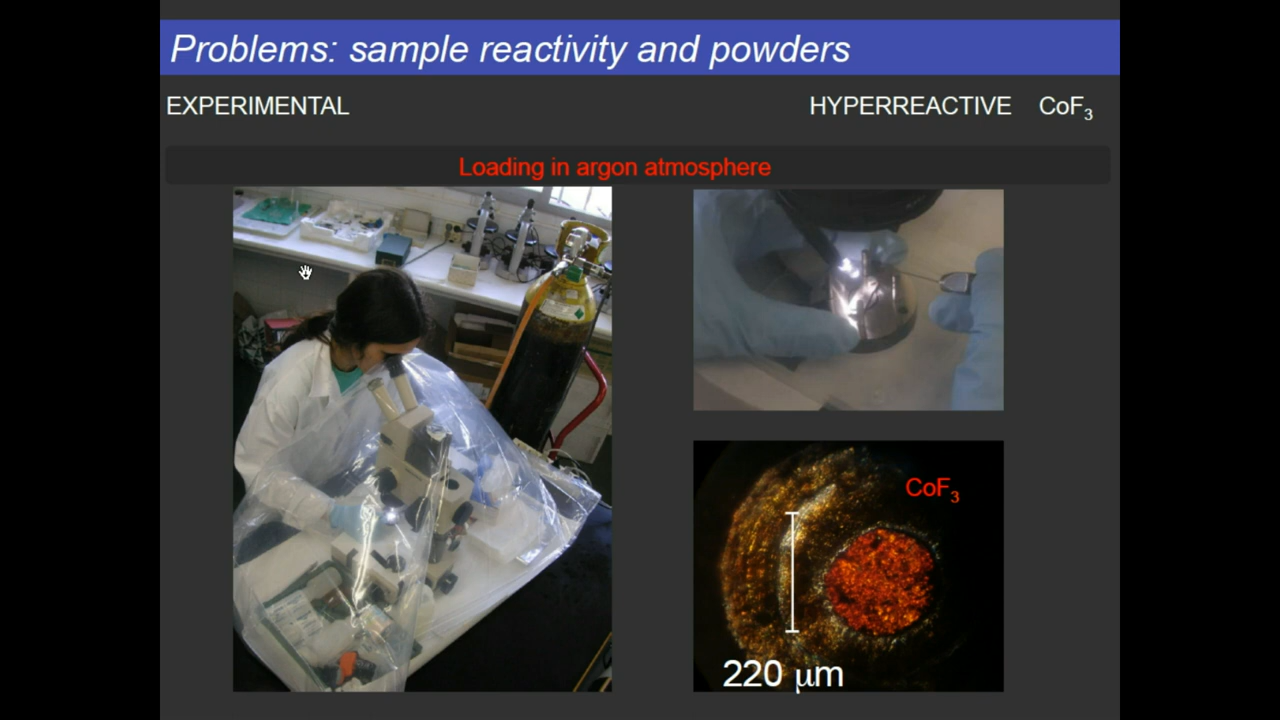 Problems: sample reactivity and powders
EXPERIMENTAL
HYPERREACTIVE CoF₃
Loading in argon atmosphere
CoF₃
220 μm